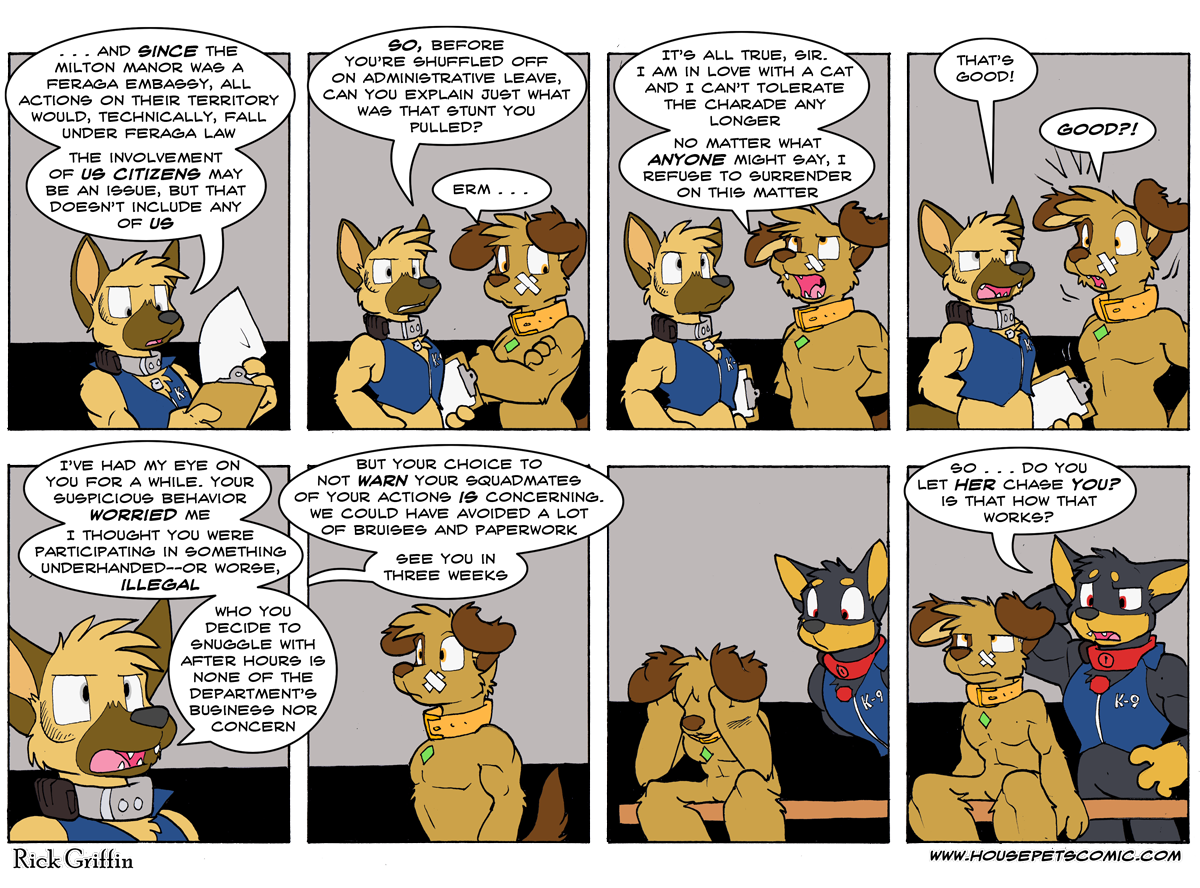 . . . AND SINCE THE
MILTON MANOR WAS A
FERAGA EMBASSY, ALL
ACTIONS ON THEIR TERRITORY
WOULD, TECHNICALLY, FALL
UNDER FERAGA LAW
THE INVOLVEMENT
OF US CITIZENS MAY
BE AN ISSUE, BUT THAT
DOESN'T INCLUDE ANY
OF US
K-
SO, BEFORE
YOU'RE SHUFFLED OFF
ON ADMINISTRATIVE LEAVE,
CAN YOU EXPLAIN JUST WHAT
WAS THAT STUNT YOU
PULLED?
ERM . . .
K-
IT'S ALL TRUE, SIR.
I AM IN LOVE WITH A CAT
AND I CAN'T TOLERATE
THE CHARADE ANY
LONGER
NO MATTER WHAT
ANYONE MIGHT SAY, I
REFUSE TO SURRENDER
ON THIS MATTER
K-
THAT'S
GOOD!
GOOD?!
K
I'VE HAD MY EYE ON
YOU FOR A WHILE. YOUR
SUSPICIOUS BEHAVIOR
WORRIED ME
I THOUGHT YOU WERE
PARTICIPATING IN SOMETHING
UNDERHANDED--OR WORSE,
ILLEGAL
WHO YOU
DECIDE TO
SNUGGLE WITH
AFTER HOURS IS
NONE OF THE
DEPARTMENT'S
BUSINESS NOR
CONCERN
BUT YOUR CHOICE TO
NOT WARN YOUR SQUADMATES
OF YOUR ACTIONS IS CONCERNING.
WE COULD HAVE AVOIDED A LOT
OF BRUISES AND PAPERWORK
SEE YOU IN
THREE WEEKS
K-9
SO . . . DO YOU
LET HER CHASE YOU?
IS THAT HOW THAT
WORKS?
K-9
Rick Griffin
WWW.HOUSEPETSCOMIC.COM